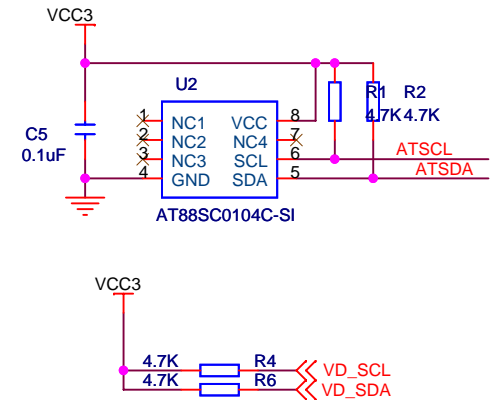 VCC3
U2
R1 R2
4.7K 4.7K
C5
0.1uF
1 NC1 VCC 8
2 NC2 NC4 7
3 NC3 SCL 6 ATSCL
4 GND SDA 5 ATSDA
AT88SC0104C-SI
VCC3
4.7K R4 VD_SCL
4.7K R6 VD_SDA